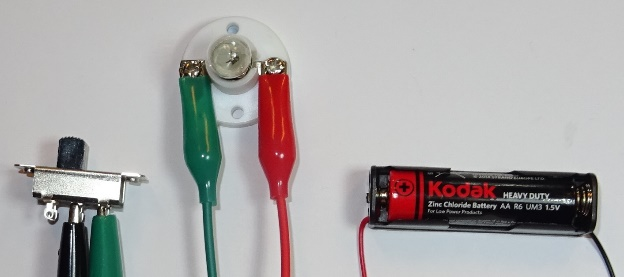 Kodak HEAVY DUTY
Zinc Chloride Battery AA R6 UM3 1.5V
For Low Power Products